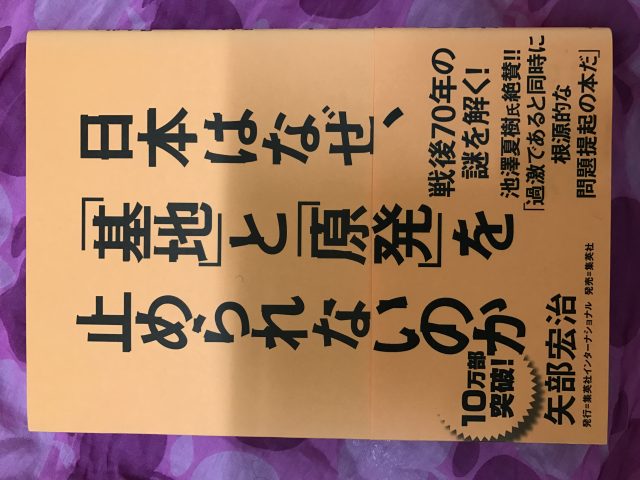 日本はなぜ、
「基地」と「原発」を
止められないのか
戦後70年の
謎を解く!
池澤夏樹氏絶賛!!
「過激であると同時に
根源的な
問題提起の本だ」
10万部
突破!
矢部宏治
発行=集英社インターナショナル 発売=集英社